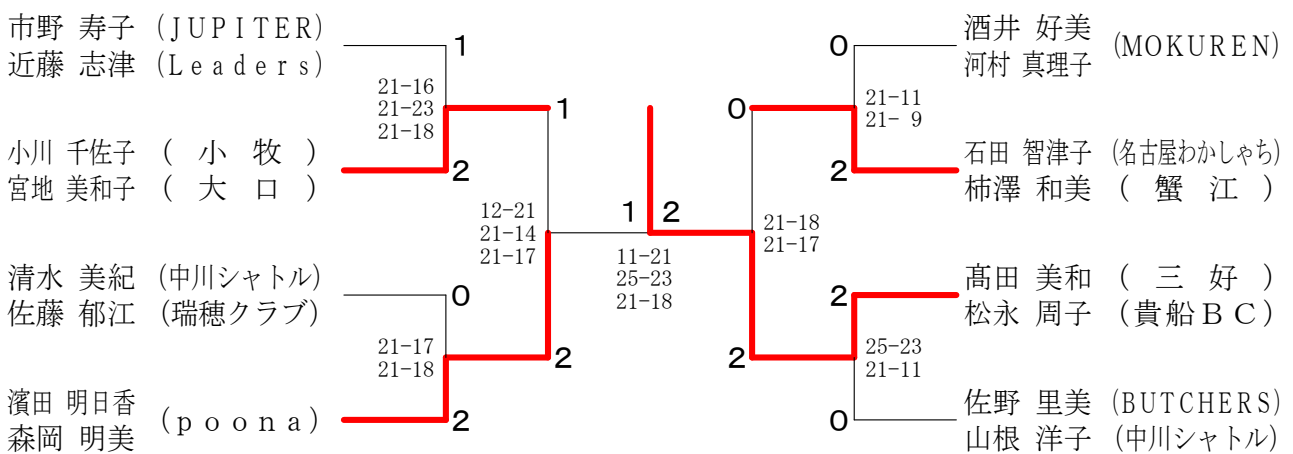 市野 寿子 (JUPITER)
近藤 志津 (Leaders)
1
21-16
21-23
21-18
1
小川 千佐子 ( 小 牧 )
宮地 美和子 ( 大 口 )
2
12-21
21-14
21-17
清水 美紀 (中川シャトル)
佐藤 郁江 (瑞穂クラブ)
0
21-17
21-18
2
濱田 明日香
森岡 明美
(poona)
2
1 2
11-21
25-23
21-18
酒井 好美
河村 真理子
(MOKUREN)
0
21-11
21- 9
0
石田 智津子 (名古屋わかしゃち)
柿澤 和美 ( 蟹 江 )
2
21-18
21-17
髙田 美和 ( 三 好 )
松永 周子 (貴船BC)
2
25-23
21-11
2
佐野 里美 (BUTCHERS)
山根 洋子 (中川シャトル)
0